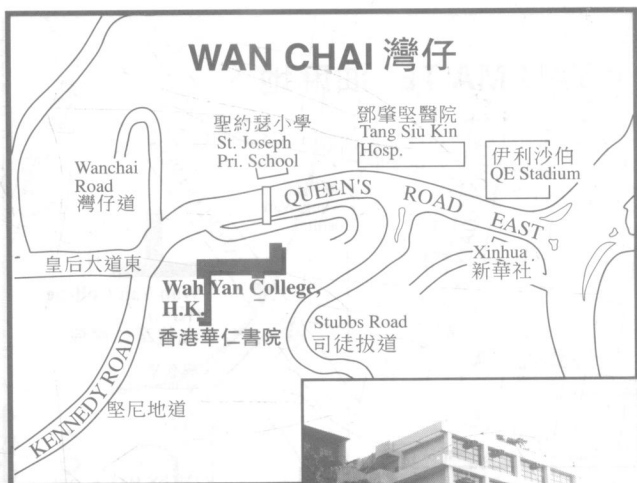 WAN CHAI 灣仔
聖約瑟小學
St. Joseph
Pri. School
鄧肇堅醫院
Tang Siu Kin
Hosp.
伊利沙伯
QE Stadium
Wanchai
Road
灣仔道
QUEEN'S ROAD EAST
皇后大道東
Xinhua
新華社
Wah Yan College,
H.K.
香港華仁書院
Stubbs Road
司徒拔道
KENNEDY ROAD
堅尼地道